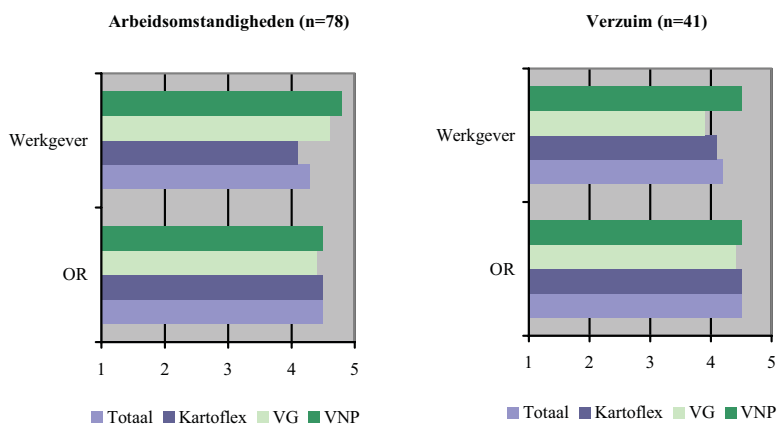 Arbeidsomstandigheden (n=78)
Werkgever
OR
1 2 3 4 5
Totaal Kartoflex VG VNP
Verzuim (n=41)
Werkgever
OR
1 2 3 4 5
Totaal Kartoflex VG VNP